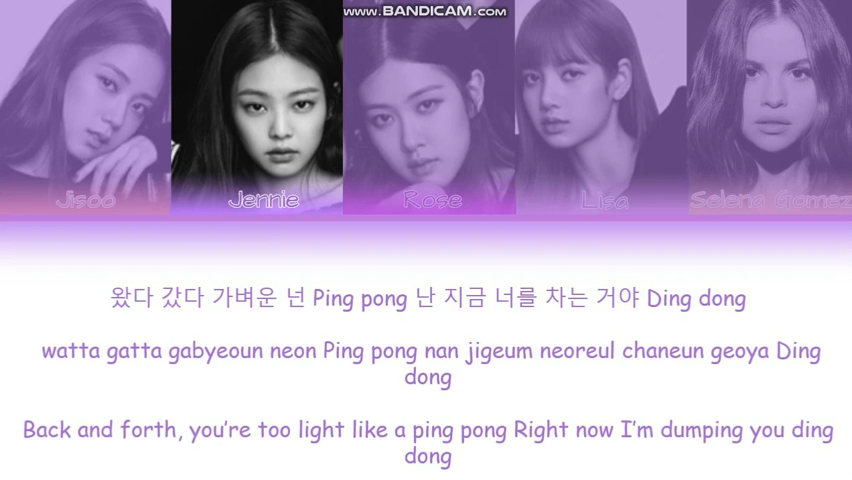 www.BANDICAM.com
Jisoo Jennie Rose Lisa Selena Gomez
왔다 갔다 가벼운 넌 Ping pong 난 지금 너를 차는 거야 Ding dong
watta gatta gabyeoun neon Ping pong nan jigeum neoreul chaneun geoya Ding
dong
Back and forth, you’re too light like a ping pong Right now I’m dumping you ding
dong